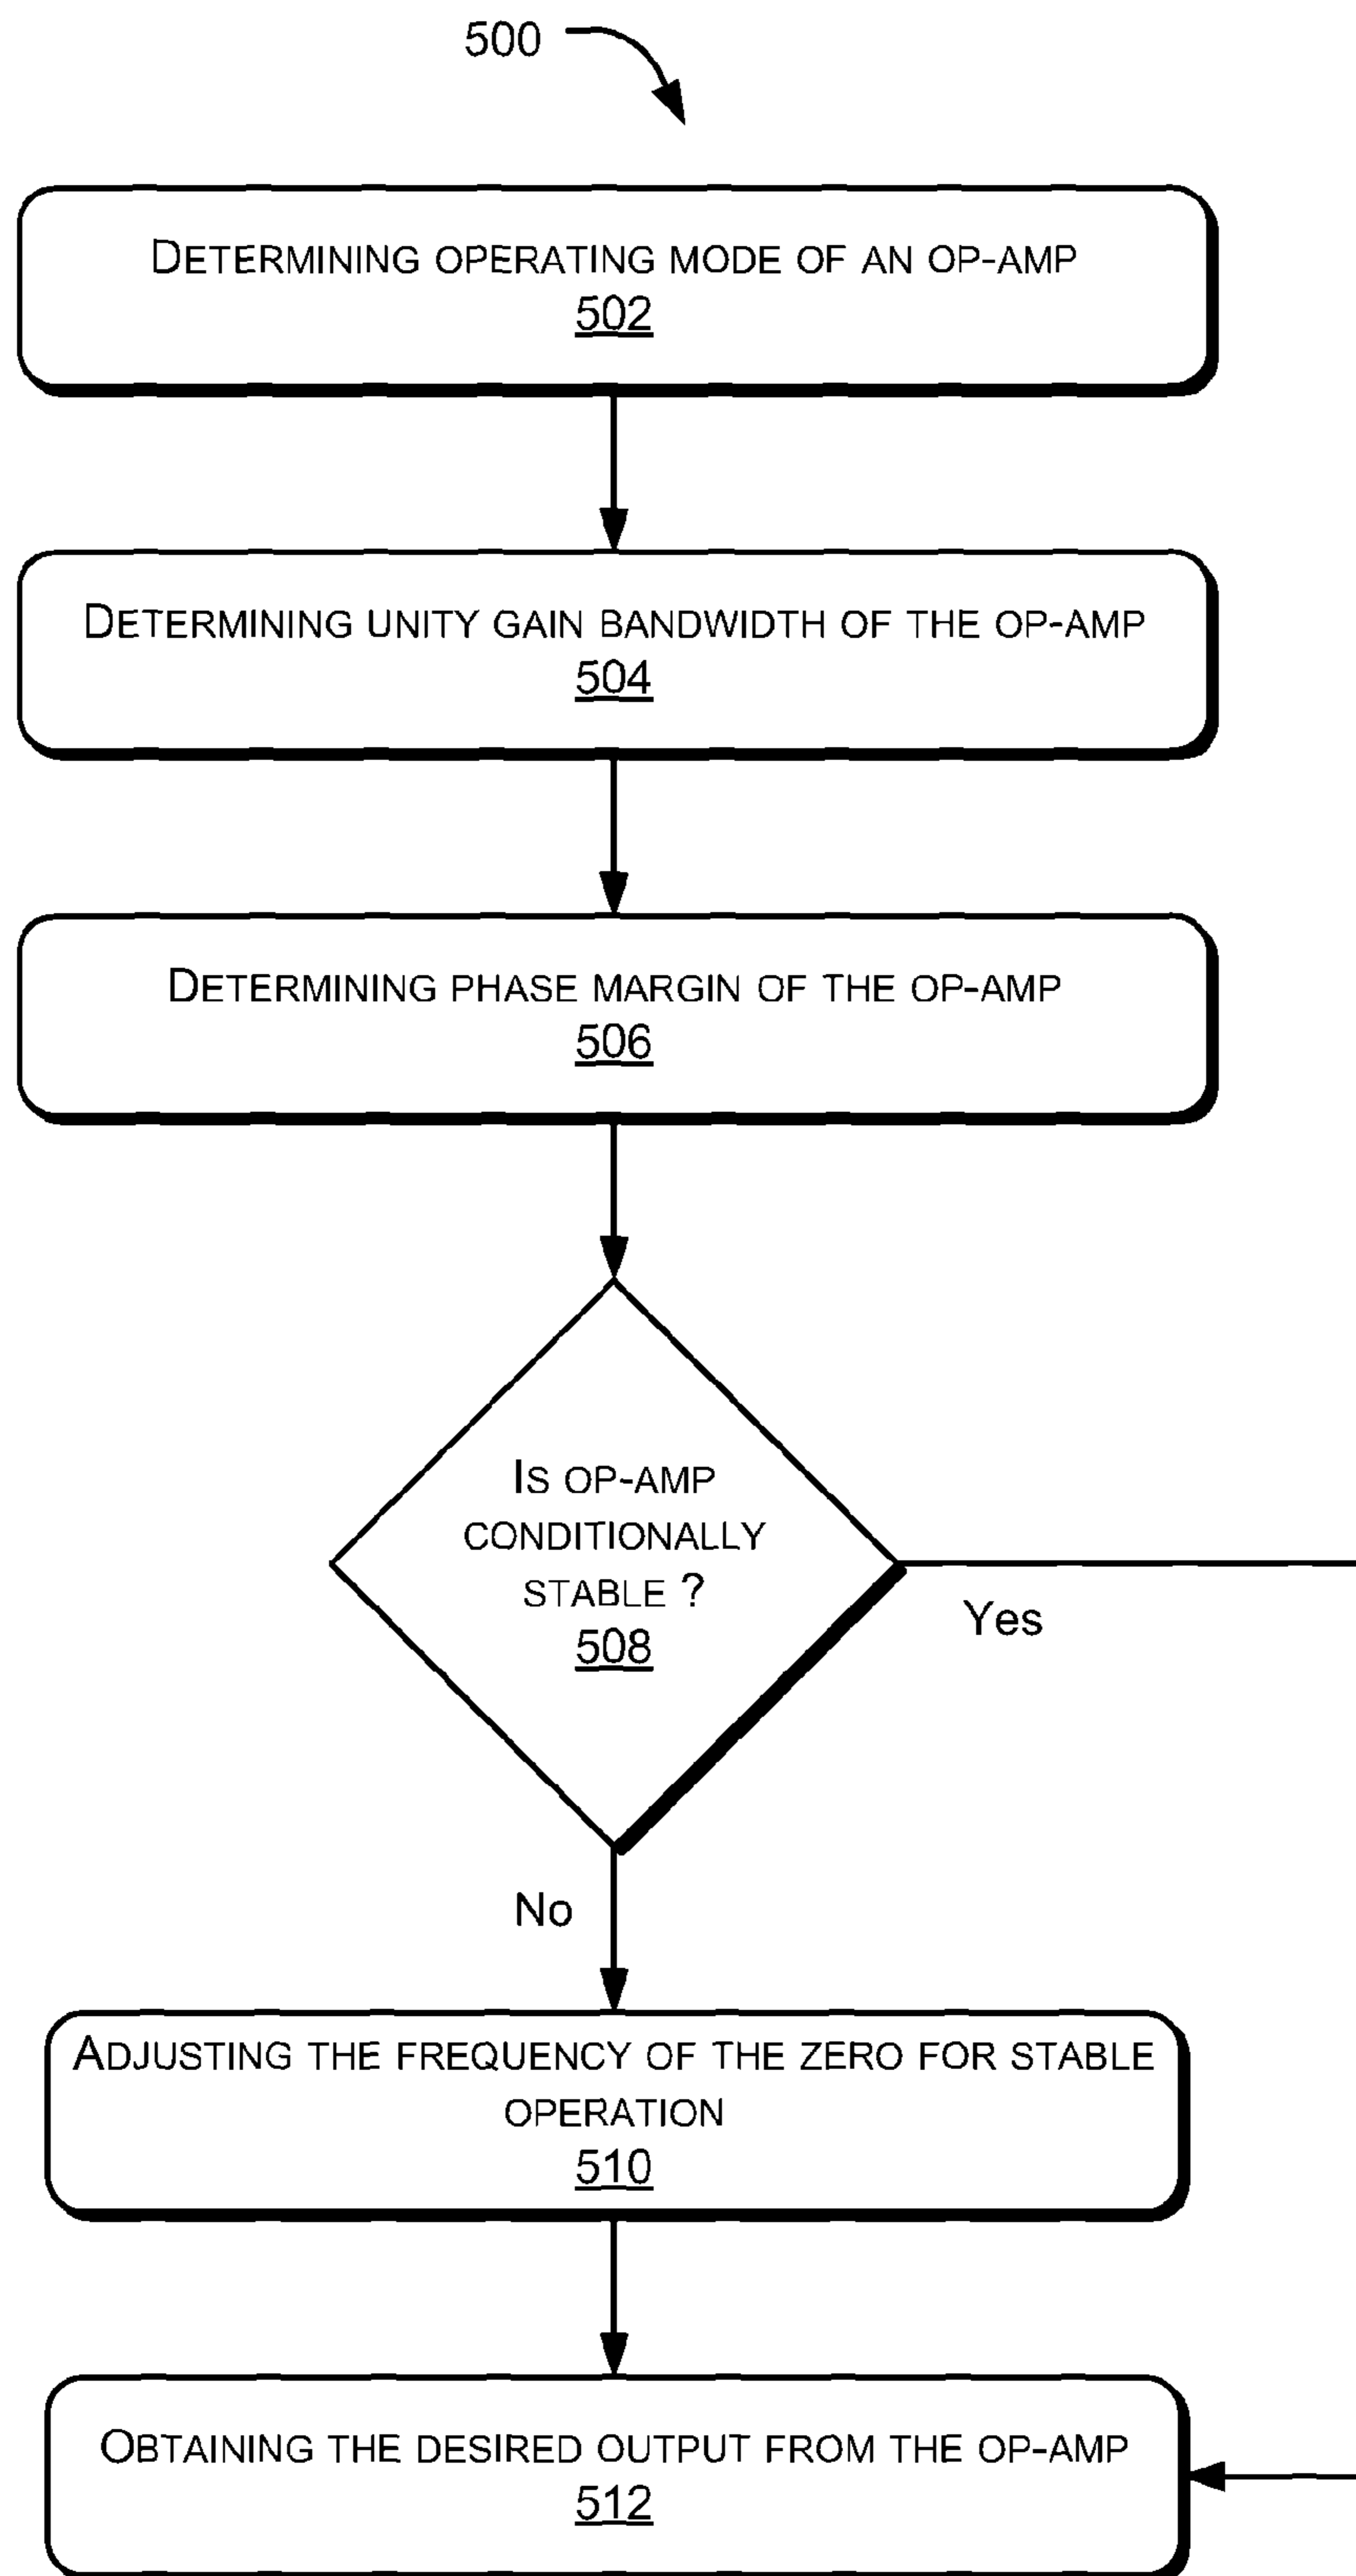 500
DETERMINING OPERATING MODE OF AN OP-AMP
502
DETERMINING UNITY GAIN BANDWIDTH OF THE OP-AMP
504
DETERMINING PHASE MARGIN OF THE OP-AMP
506
IS OP-AMP
CONDITIONALLY
STABLE ?
508
Yes
No
ADJUSTING THE FREQUENCY OF THE ZERO FOR STABLE
OPERATION
510
OBTAINING THE DESIRED OUTPUT FROM THE OP-AMP
512